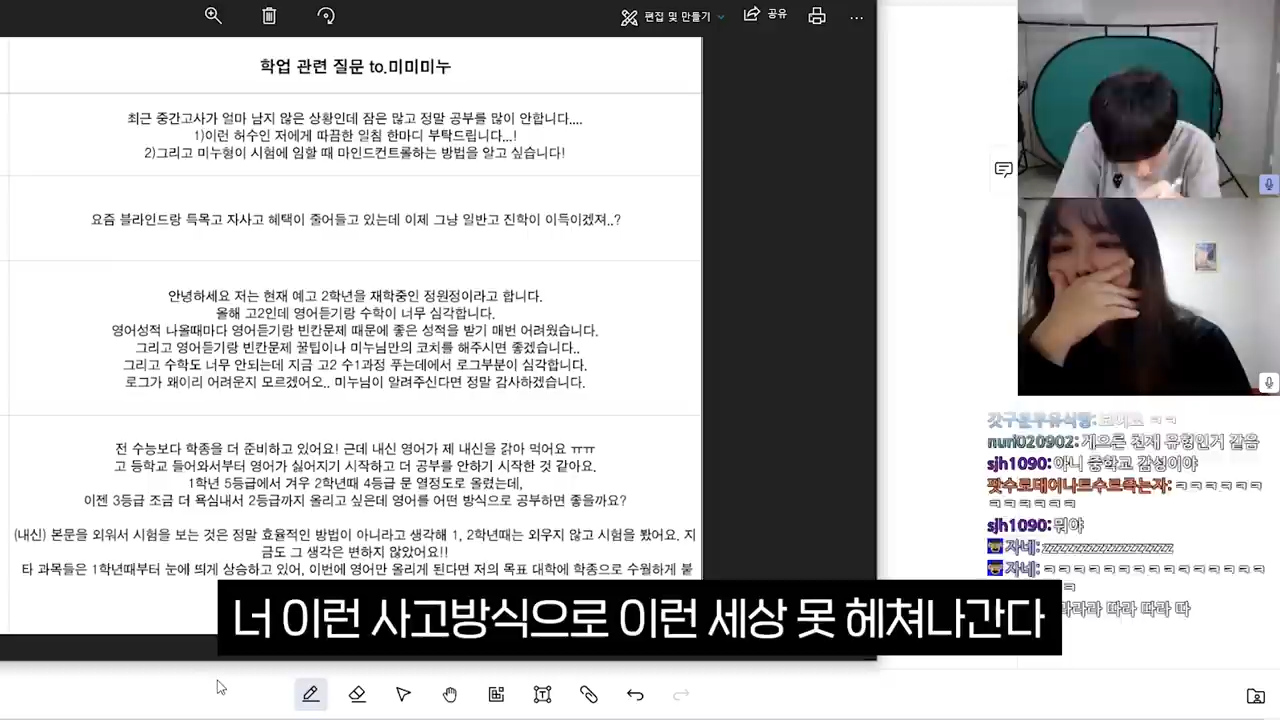 편집 및 만들기
공유
학업 관련 질문 to.미미미누
최근 중간고사가 얼마 남지 않은 상황인데 잠은 많고 정말 공부를 많이 안합니다....
1)이런 허수인 저에게 따끔한 일침 한마디 부탁드립니다...!
2)그리고 미누형이 시험에 임할 때 마인드컨트롤하는 방법을 알고 싶습니다!
요즘 블라인드랑 특목고 자사고 혜택이 줄어들고 있는데 이제 그냥 일반고 진학이 이득이겠져..?
안녕하세요 저는 현재 예고 2학년을 재학중인 정원정이라고 합니다.
올해 고2인데 영어듣기랑 수학이 너무 심각합니다.
영어성적 나올때마다 영어듣기랑 빈칸문제 때문에 좋은 성적을 받기 매번 어려웠습니다.
그리고 영어듣기랑 빈칸문제 꿀팁이나 미누님만의 코치를 해주시면 좋겠습니다..
그리고 수학도 너무 안되는데 지금 고2 수1과정 푸는데에서 로그부분이 심각합니다.
로그가 왜이리 어려운지 모르겠어오.. 미누님이 알려주신다면 정말 감사하겠습니다.
전 수능보다 학종을 더 준비하고 있어요! 근데 내신 영어가 제 내신을 갉아 먹어요 ㅠㅠ
고 등학교 들어와서부터 영어가 싫어지기 시작하고 더 공부를 안하기 시작한 것 같아요.
1학년 5등급에서 겨우 2학년때 4등급 문 열정도로 올렸는데,
이젠 3등급 조금 더 욕심내서 2등급까지 올리고 싶은데 영어를 어떤 방식으로 공부하면 좋을까요?
(내신) 본문을 외워서 시험을 보는 것은 정말 효율적인 방법이 아니라고 생각해 1, 2학년때는 외우지 않고 시험을 봤어요. 지
금도 그 생각은 변하지 않았어요!!
타 과목들은 1학년때부터 눈에 띄게 상승하고 있어, 이번에 영어만 올리게 된다면 저의 목표 대학에 학종으로 수월하게 붙
nuri020902: 게으른 천재 유형인거 같음
sjh1090: 아니 중학교 감성이야
팟수로태어나트수로죽는자: ㅋㅋㅋㅋㅋㅋ
ㅋㅋㅋㅋㅋㅋ
sjh1090: 뭐야
자네: zzzzzzzzzzzzzzzzzzzz
자네: ㅋㅋㅋㅋㅋㅋㅋㅋㅋㅋㅋㅋㅋㅋ
ㅋ
라라라 따라 따라 따
너 이런 사고방식으로 이런 세상 못 헤쳐나간다